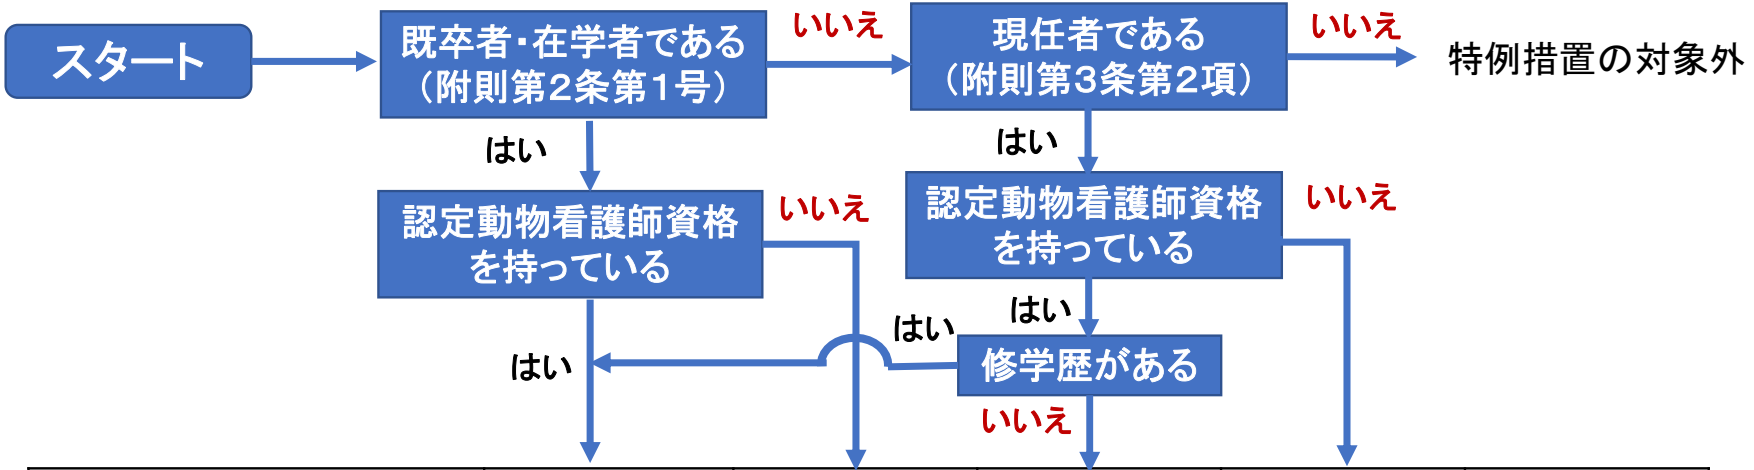 スタート
既卒者・在学者である
（附則第２条第１号）
いいえ
現任者である
（附則第３条第２項）
いいえ
特例措置の対象外
はい
はい
認定動物看護師資格
を持っている
いいえ
認定動物看護師資格
を持っている
いいえ
はい
はい
はい
修学歴がある
いいえ